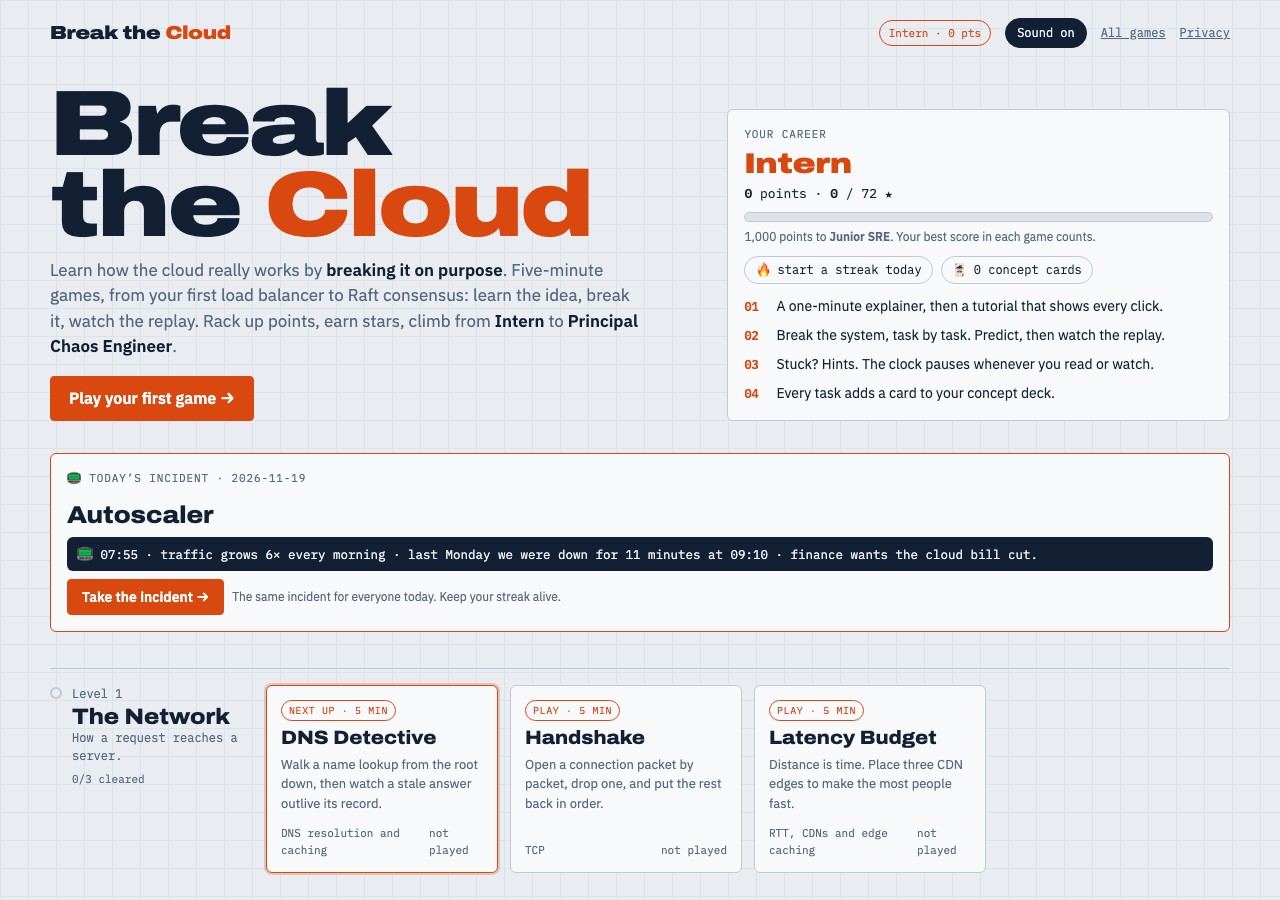 Break the Cloud
Intern · 0 pts
Sound on
All games
Privacy
Break
the Cloud
Learn how the cloud really works by breaking it on purpose. Five-minute
games, from your first load balancer to Raft consensus: learn the idea, break
it, watch the replay. Rack up points, earn stars, climb from Intern to Principal
Chaos Engineer.
Play your first game →
YOUR CAREER
Intern
0 points · 0 / 72 ★
1,000 points to Junior SRE. Your best score in each game counts.
🔥 start a streak today
🃏 0 concept cards
01 A one-minute explainer, then a tutorial that shows every click.
02 Break the system, task by task. Predict, then watch the replay.
03 Stuck? Hints. The clock pauses whenever you read or watch.
04 Every task adds a card to your concept deck.
TODAY’S INCIDENT · 2026-11-19
Autoscaler
07:55 · traffic grows 6× every morning · last Monday we were down for 11 minutes at 09:10 · finance wants the cloud bill cut.
Take the incident →
The same incident for everyone today. Keep your streak alive.
Level 1
The Network
How a request reaches a
server.
0/3 cleared
NEXT UP · 5 MIN
DNS Detective
Walk a name lookup from the root
down, then watch a stale answer
outlive its record.
DNS resolution and
caching
not
played
PLAY · 5 MIN
Handshake
Open a connection packet by
packet, drop one, and put the rest
back in order.
TCP
not played
PLAY · 5 MIN
Latency Budget
Distance is time. Place three CDN
edges to make the most people
fast.
RTT, CDNs and edge
caching
not
played